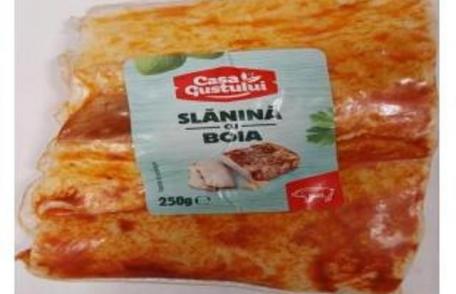 Casa
Gustului
SLĂNINĂ
CU
BOIA
250g ℮